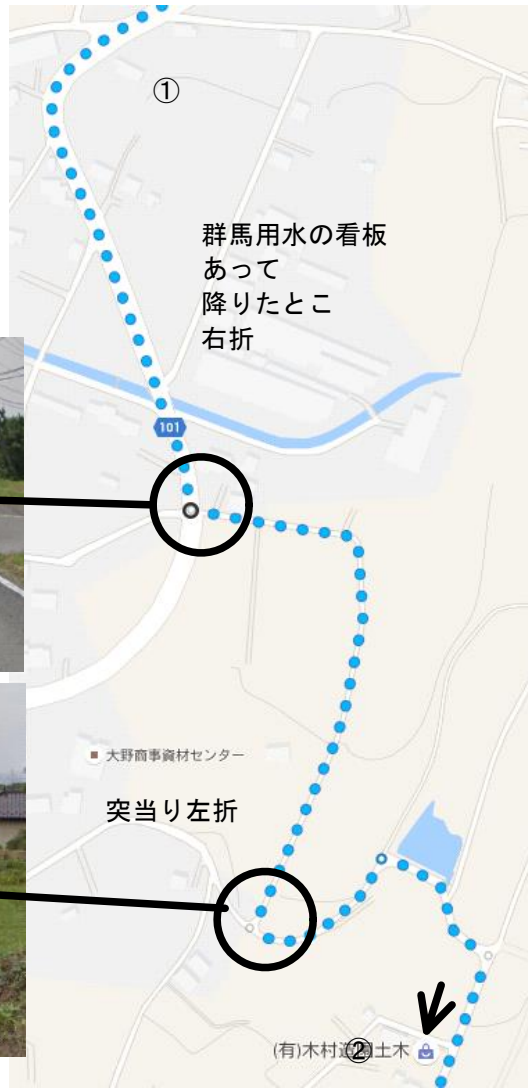 ①
群馬用水の看板
あって
降りたとこ
右折
101
大野商事資材センター
突当り左折
(有)木村造園土木
②